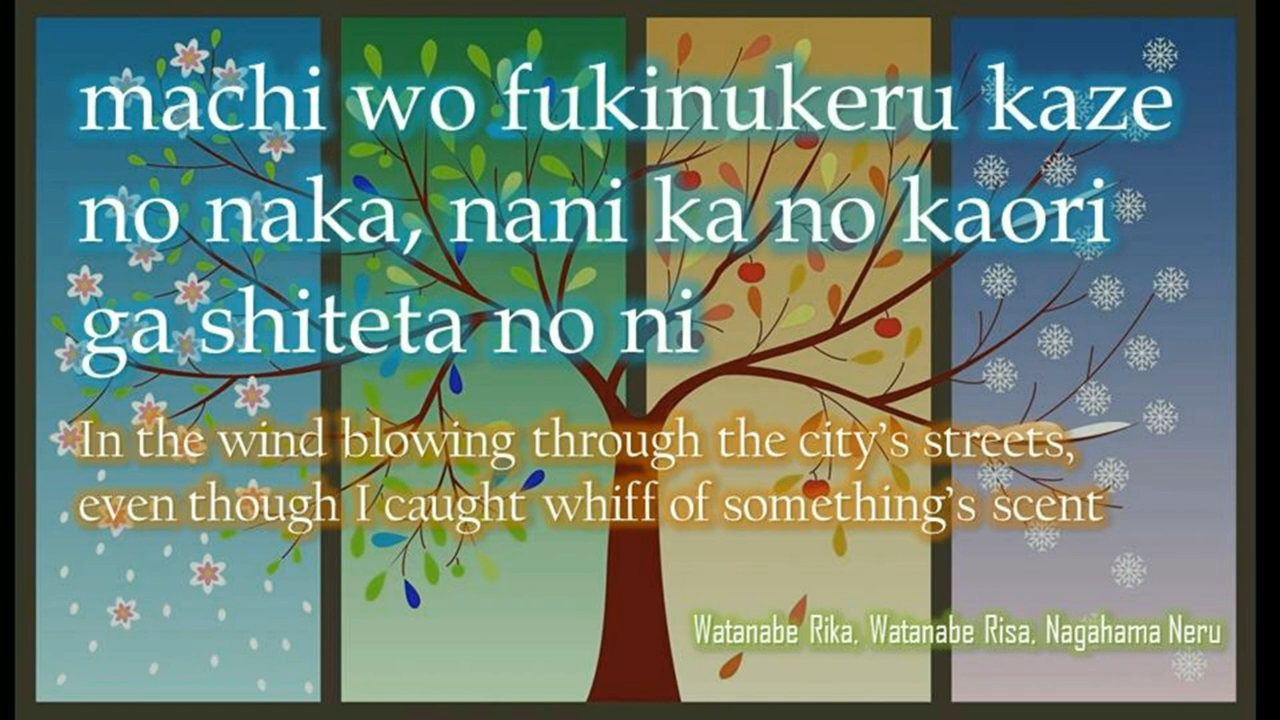 machi wo fukinukeru kaze
no naka, nani ka no kaori
ga shiteta no ni
In the wind blowing through the city's streets,
even though I caught whiff of something's scent
Watanabe Rika, Watanabe Risa, Nagahama Neru